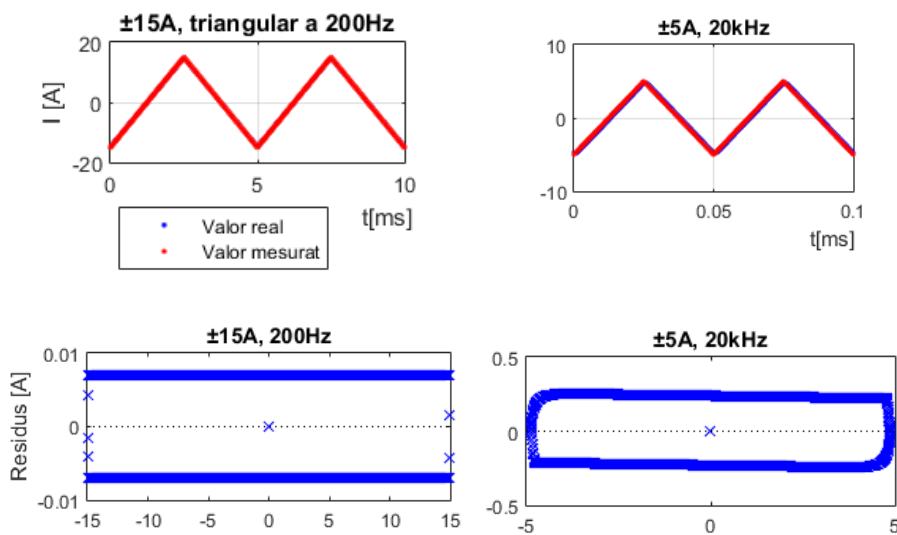 ±15A, triangular a 200Hz
20
0
-20
I [A]
0
5
10
t[ms]
Valor real
Valor mesurat
±5A, 20kHz
10
0
-10
0
0.05
0.1
t[ms]
±15A, 200Hz
0.01
0
-0.01
Residus [A]
-15
-10
-5
0
5
10
15
±5A, 20kHz
0.5
0
-0.5
-5
0
5